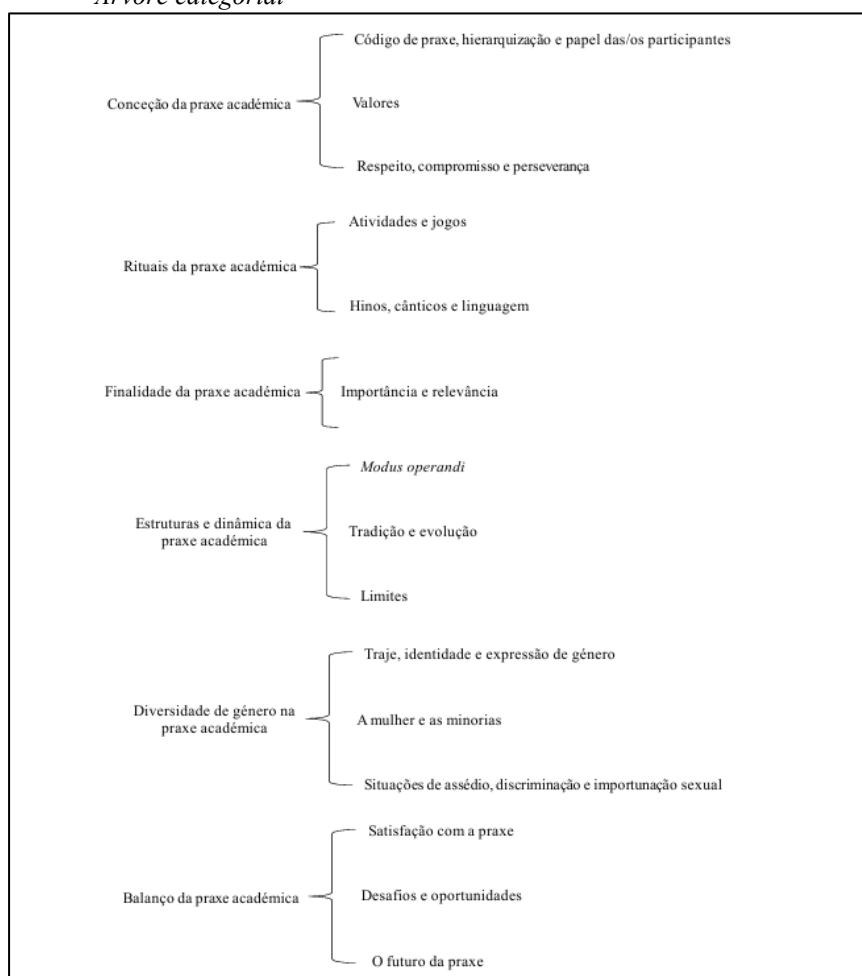 Árvore categorial
Código de praxe, hierarquização e papel das/os participantes
Conceção da praxe académica
Valores
Respeito, compromisso e perseverança
Atividades e jogos
Rituais da praxe académica
Hinos, cânticos e linguagem
Finalidade da praxe académica
Importância e relevância
Modus operandi
Estruturas e dinâmica da
praxe académica
Tradição e evolução
Limites
Traje, identidade e expressão de género
Diversidade de género na
praxe académica
A mulher e as minorias
Situações de assédio, discriminação e importunação sexual
Satisfação com a praxe
Balanço da praxe académica
Desafios e oportunidades
O futuro da praxe